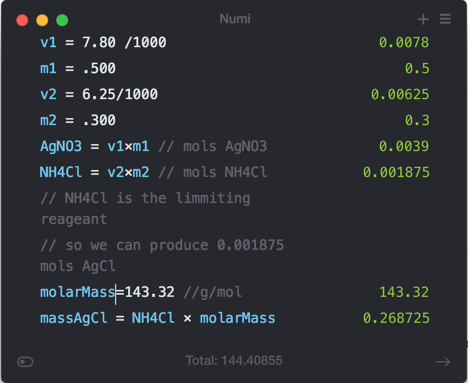 Numi
v1 = 7.80 /1000 0.0078
m1 = .500 0.5
v2 = 6.25/1000 0.00625
m2 = .300 0.3
AgNO3 = v1×m1 // mols AgNO3 0.0039
NH4Cl = v2×m2 // mols NH4Cl 0.001875
// NH4Cl is the limmiting
reageant
// so we can produce 0.001875
mols AgCl
molarMass=143.32 //g/mol 143.32
massAgCl = NH4Cl × molarMass 0.268725
Total: 144.40855